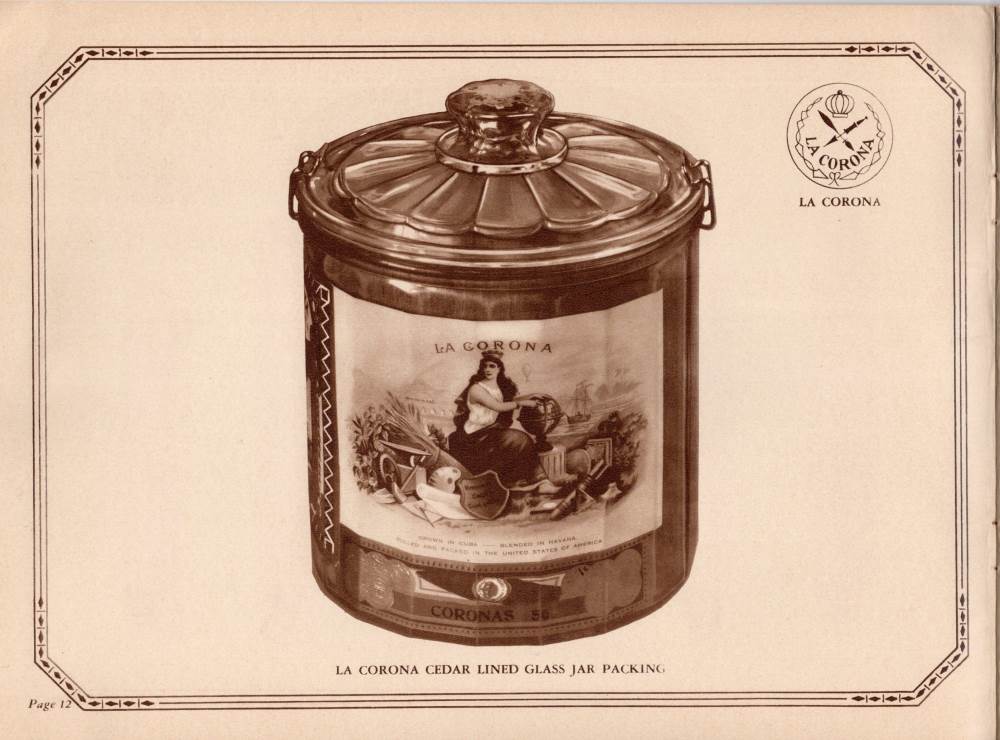 LA CORONA
LA CORONA
LA CORONA
GROWN IN CUBA — BLENDED IN HAVANA
ROLLED AND PACKED IN THE UNITED STATES OF AMERICA
CORONAS 50
LA CORONA CEDAR LINED GLASS JAR PACKING
Page 12